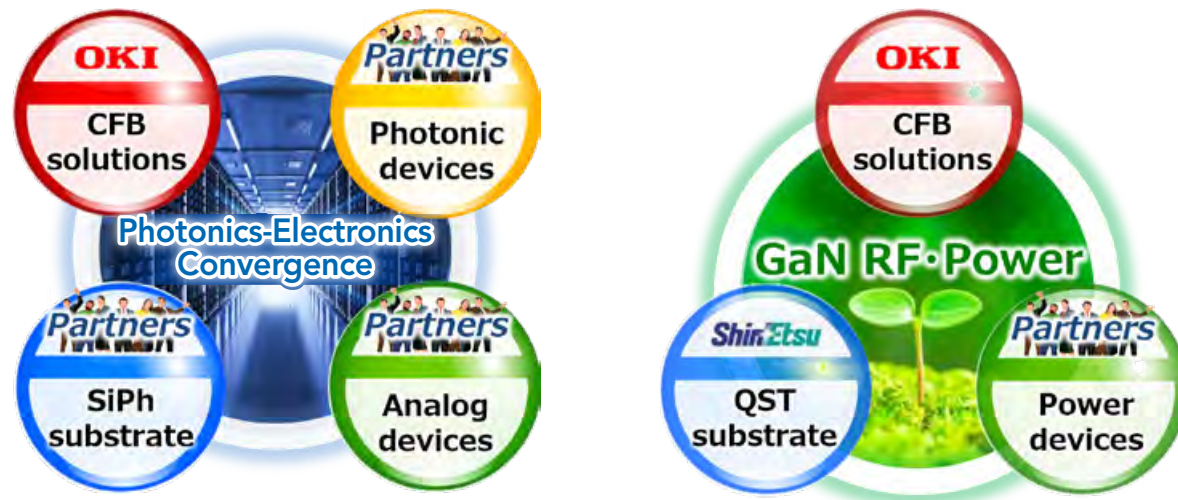 OKI
CFB
solutions
Partners
Photonic
devices
Photonics-Electronics
Convergence
Partners
SiPh
substrate
Partners
Analog
devices
OKI
CFB
solutions
GaN RF・Power
ShinEtsu
QST
substrate
Partners
Power
devices